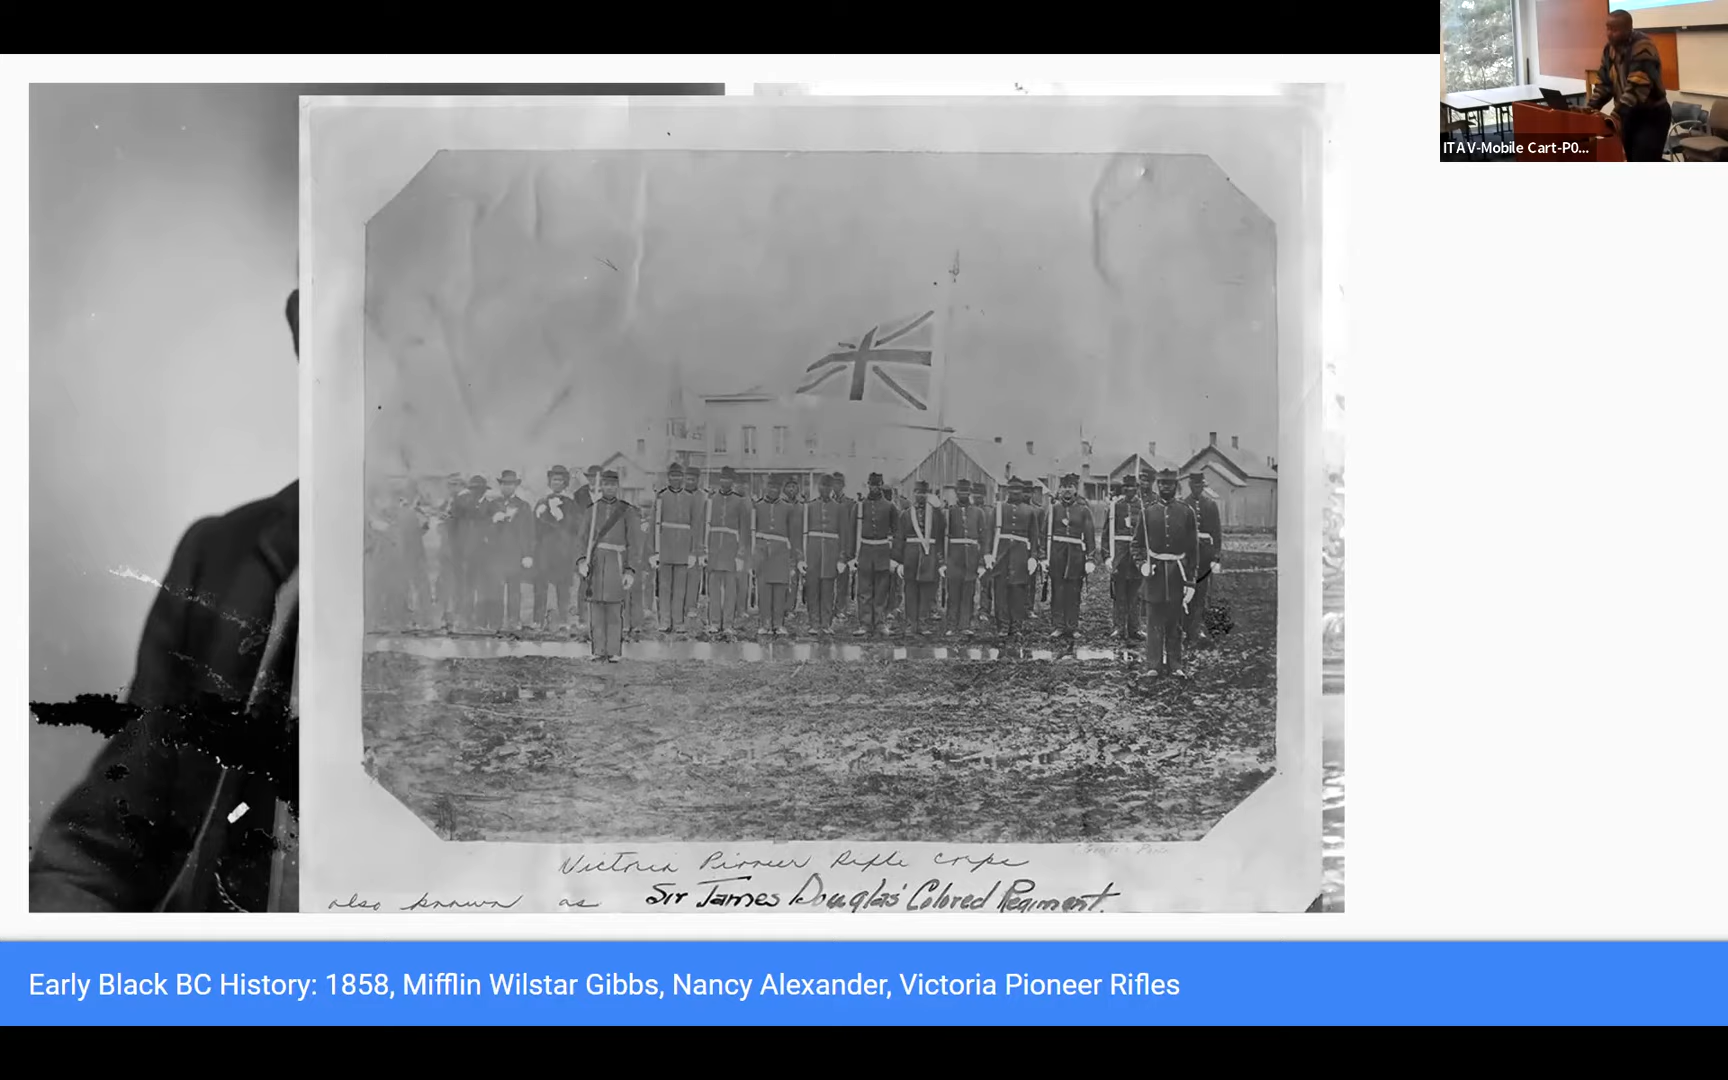 ITAV-Mobile Cart-P0...
Victoria Pioneer Rifle Corps
also known as Sir James Douglas' Colored Regiment.
Early Black BC History: 1858, Mifflin Wilstar Gibbs, Nancy Alexander, Victoria Pioneer Rifles